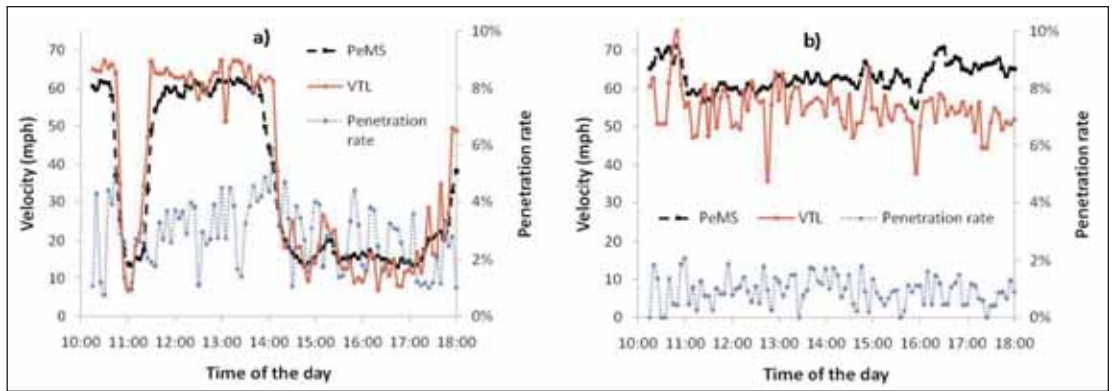 a)
PeMS
VTL
Penetration
rate
Velocity (mph)
70
60
50
40
30
20
10
0
10%
8%
6%
4%
2%
0%
Penetration rate
10:00 11:00 12:00 13:00 14:00 15:00 16:00 17:00 18:00
Time of the day
b)
PeMS VTL Penetration rate
Velocity (mph)
70
60
50
40
30
20
10
0
10%
8%
6%
4%
2%
0%
Penetration rate
10:00 11:00 12:00 13:00 14:00 15:00 16:00 17:00 18:00
Time of the day